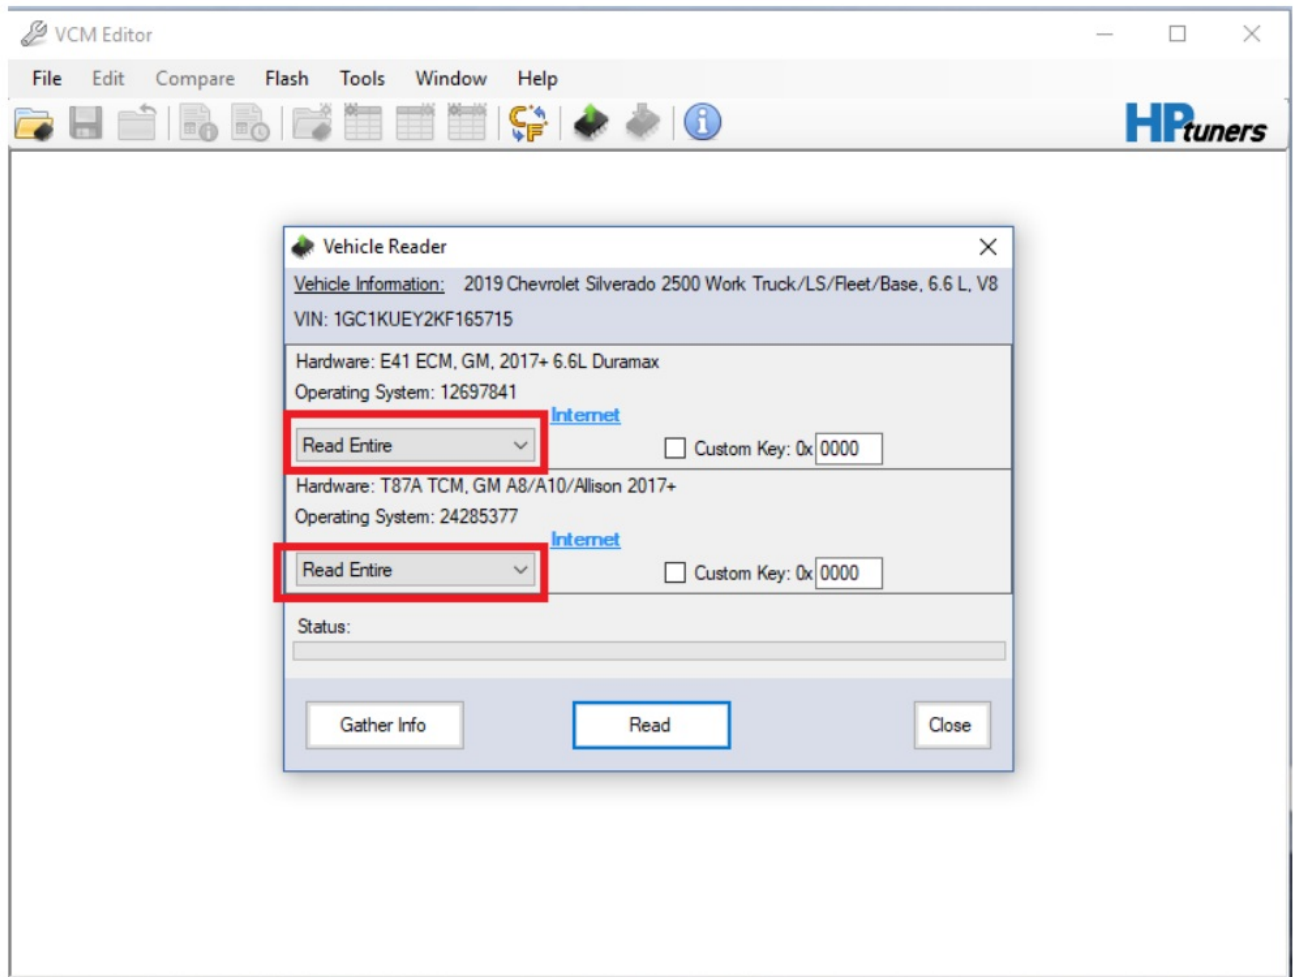 VCM Editor
File Edit Compare Flash Tools Window Help
HPtuners
Vehicle Reader
Vehicle Information: 2019 Chevrolet Silverado 2500 Work Truck/LS/Fleet/Base, 6.6 L, V8
VIN: 1GC1KUEY2KF165715
Hardware: E41 ECM, GM, 2017+ 6.6L Duramax
Operating System: 12697841
Internet
Read Entire Custom Key: 0x 0000
Hardware: T87A TCM, GM A8/A10/Allison 2017+
Operating System: 24285377
Internet
Read Entire Custom Key: 0x 0000
Status:
Gather Info Read Close